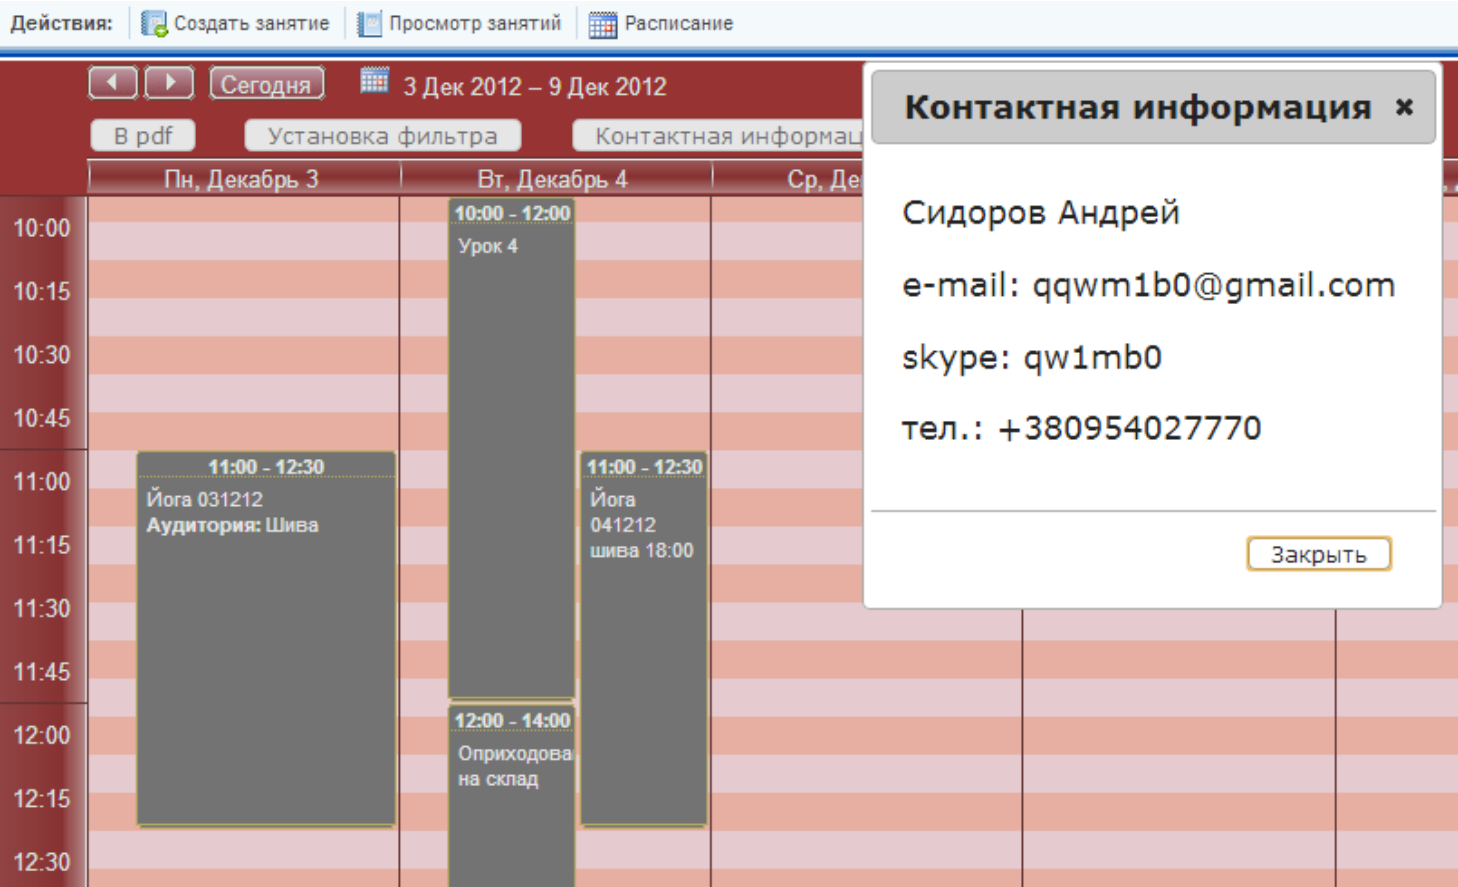 Действия: Создать занятие Просмотр занятий Расписание
Сегодня 3 Дек 2012 – 9 Дек 2012
В pdf Установка фильтра
Пн, Декабрь 3 Вт, Декабрь 4 Ср,
10:00
10:15
10:30
10:45
11:00
11:15
11:30
11:45
12:00
12:15
12:30
11:00 - 12:30
Йога 031212
Аудитория: Шива
10:00 - 12:00
Урок 4
12:00 - 14:00
на склад
11:00 - 12:30
Йога
041212
шива 18:00
Контактная информация
Сидоров Андрей
e-mail: qqwm1b0@gmail.com
skype: qw1mb0
тел.: +380954027770
Закрыть